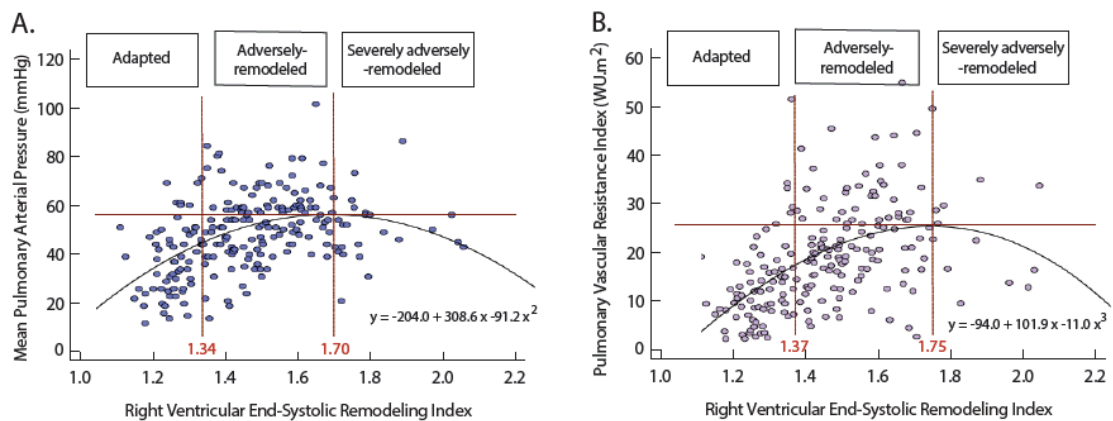 A.
Adapted
Adversely-
remodeled
Severely adversely
-remodeled
Mean Pulmonary Arterial Pressure (mmHg)
120
100
80
60
40
20
0
y = -204.0 + 308.6 x -91.2 x²
1.34
1.70
1.0
1.2
1.4
1.6
1.8
2.0
2.2
Right Ventricular End-Systolic Remodeling Index
B.
Adapted
Adversely-
remodeled
Severely adversely
-remodeled
Pulmonary Vascular Resistance Index (WU.m²)
60
50
40
30
20
10
0
y = -94.0 + 101.9 x -11.0 x³
1.37
1.75
1.0
1.2
1.4
1.6
1.8
2.0
2.2
Right Ventricular End-Systolic Remodeling Index